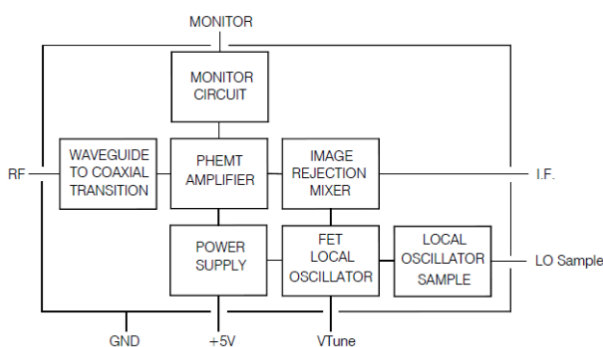 MONITOR
MONITOR
CIRCUIT
WAVEGUIDE
TO COAXIAL
TRANSITION
PHEMT
AMPLIFIER
IMAGE
REJECTION
MIXER
RF
I.F.
POWER
SUPPLY
FET
LOCAL
OSCILLATOR
LOCAL
OSCILLATOR
SAMPLE
LO Sample
GND
+5V
VTune